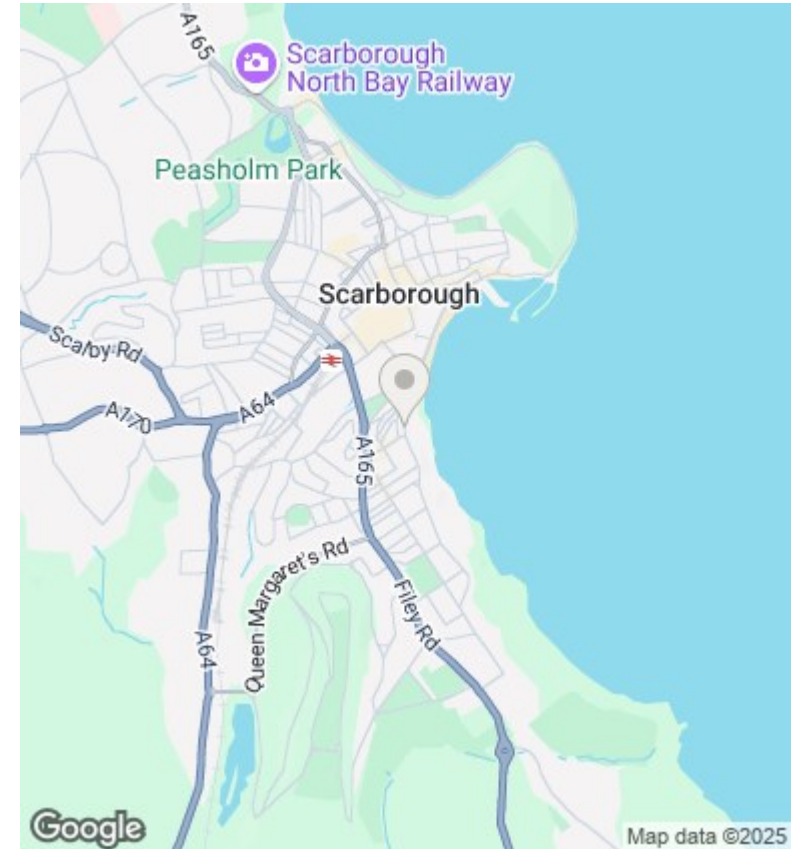 A165
Scarborough
North Bay Railway
Peasholm Park
Scarborough
Scalby Rd
A64
A170
A165
Queen Margaret's Rd
Filey Rd
A64
Google
Map data ©2025